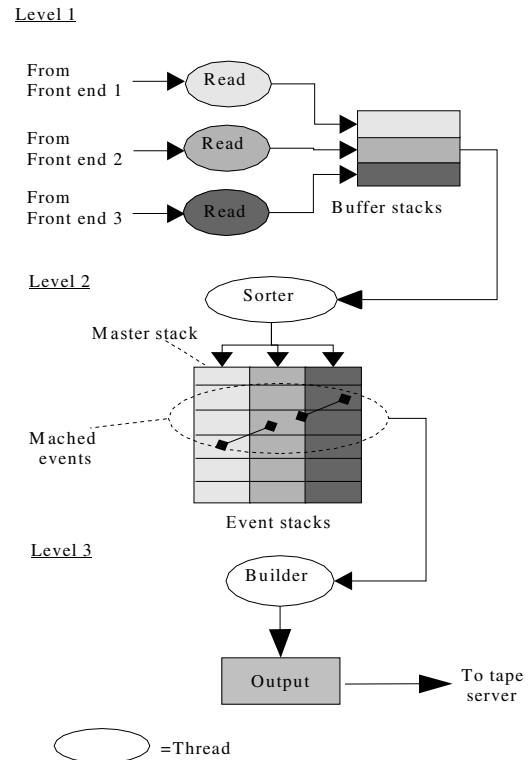 Level 1
From
Front end 1
Read
From
Front end 2
Read
From
Front end 3
Read
Buffer stacks
Level 2
Sorter
Master stack
Mached
events
Event stacks
Level 3
Builder
Output
To tape
server
=Thread